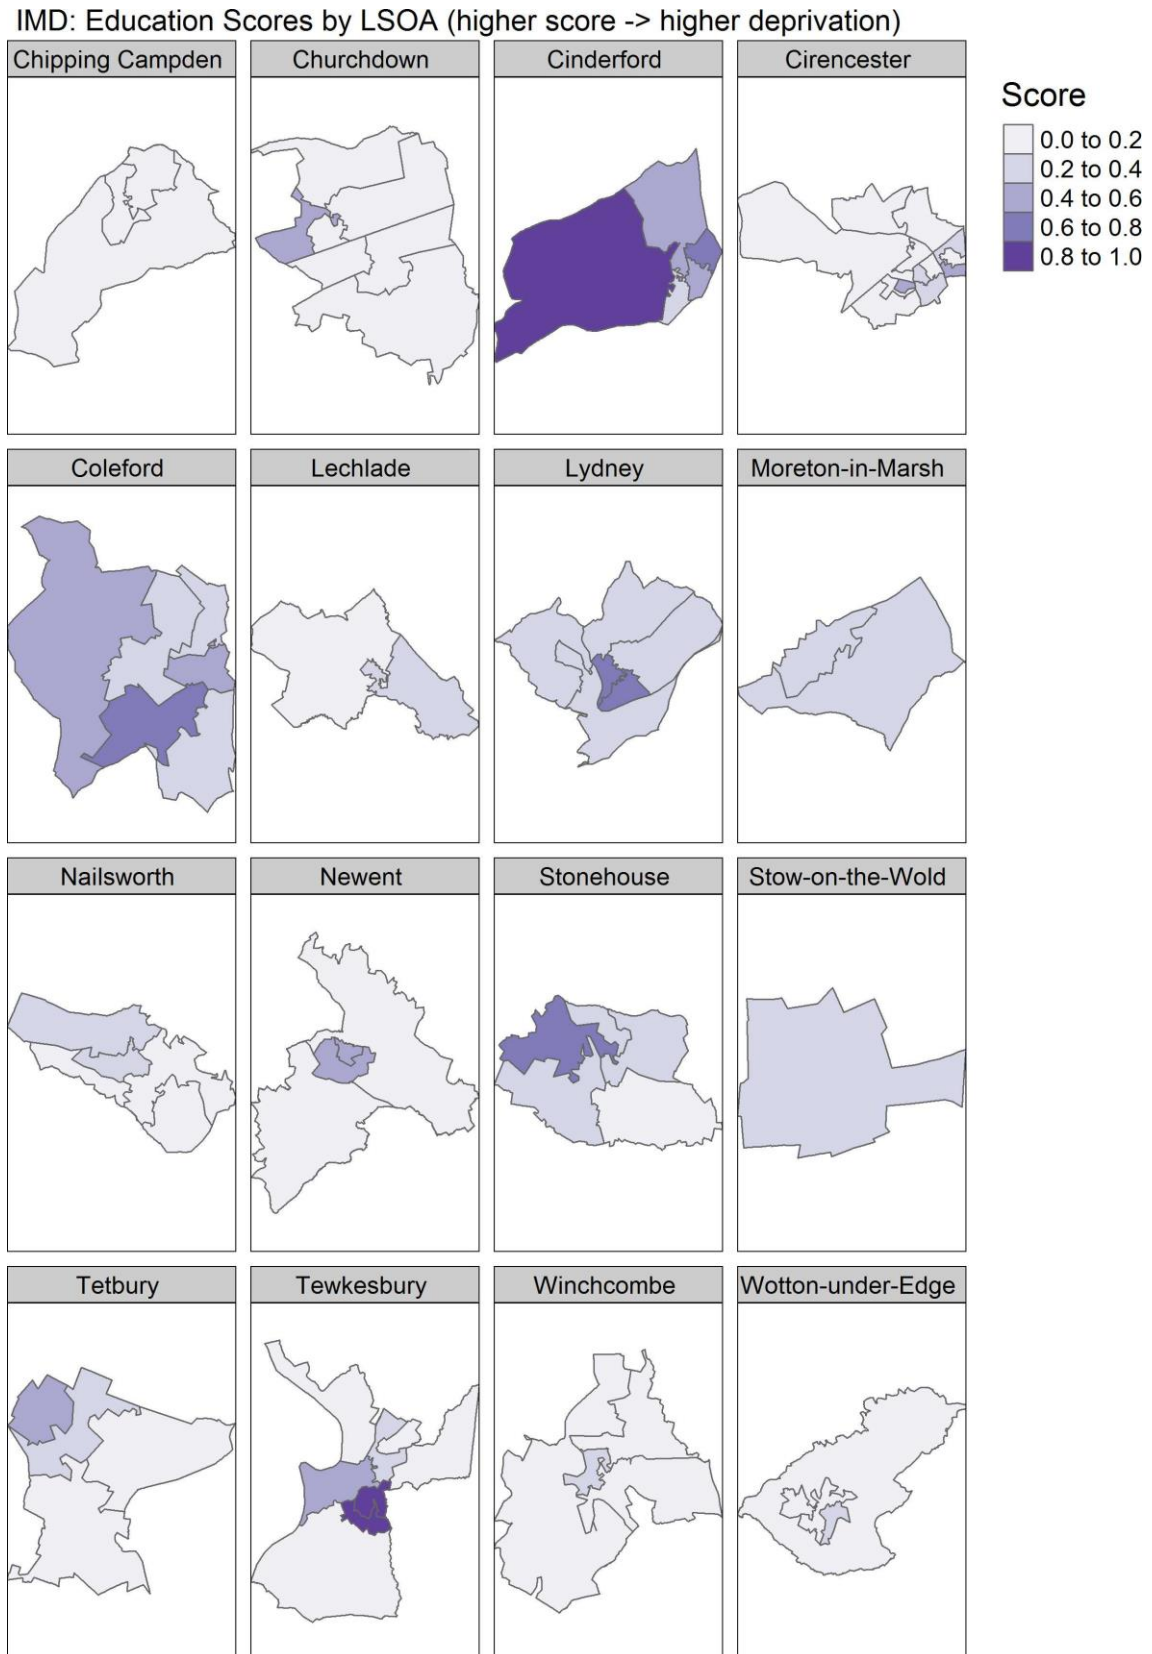 IMD: Education Scores by LSOA (higher score -> higher deprivation)
Chipping Campden
Churchdown
Cinderford
Cirencester
Score
0.0 to 0.2
0.2 to 0.4
0.4 to 0.6
0.6 to 0.8
0.8 to 1.0
Coleford
Lechlade
Lydney
Moreton-in-Marsh
Nailsworth
Newent
Stonehouse
Stow-on-the-Wold
Tetbury
Tewkesbury
Winchcombe
Wotton-under-Edge